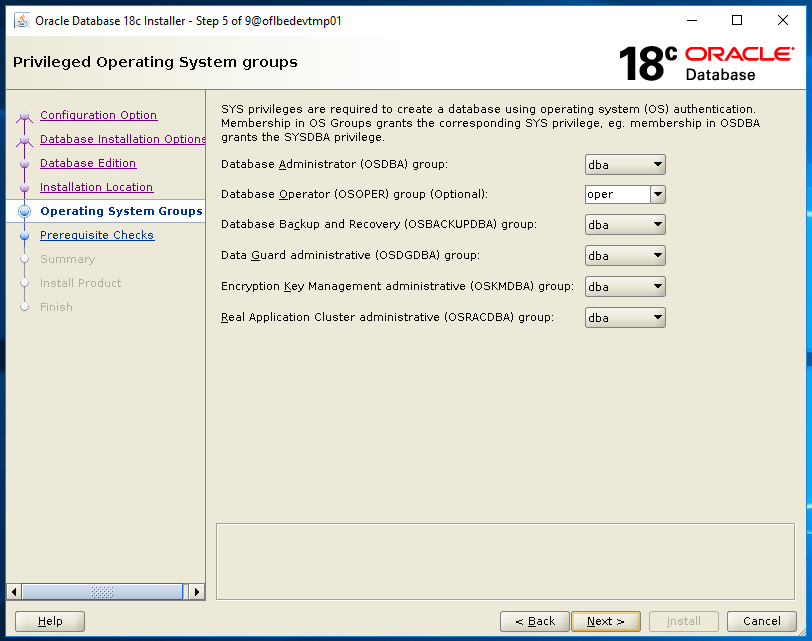 Oracle Database 18c Installer - Step 5 of 9@oflbedevtmp01
Privileged Operating System groups
18c ORACLE
Database
Configuration Option
Database Installation Options
Database Edition
Installation Location
Operating System Groups
Prerequisite Checks
Summary
Install Product
Finish
SYS privileges are required to create a database using operating system (OS) authentication.
Membership in OS Groups grants the corresponding SYS privilege, eg. membership in OSDBA
grants the SYSDBA privilege.
Database Administrator (OSDBA) group: dba
Database Operator (OSOPER) group (Optional): oper
Database Backup and Recovery (OSBACKUPDBA) group: dba
Data Guard administrative (OSDGDBA) group: dba
Encryption Key Management administrative (OSKMDBA) group: dba
Real Application Cluster administrative (OSRACDBA) group: dba
Help < Back Next > Install Cancel